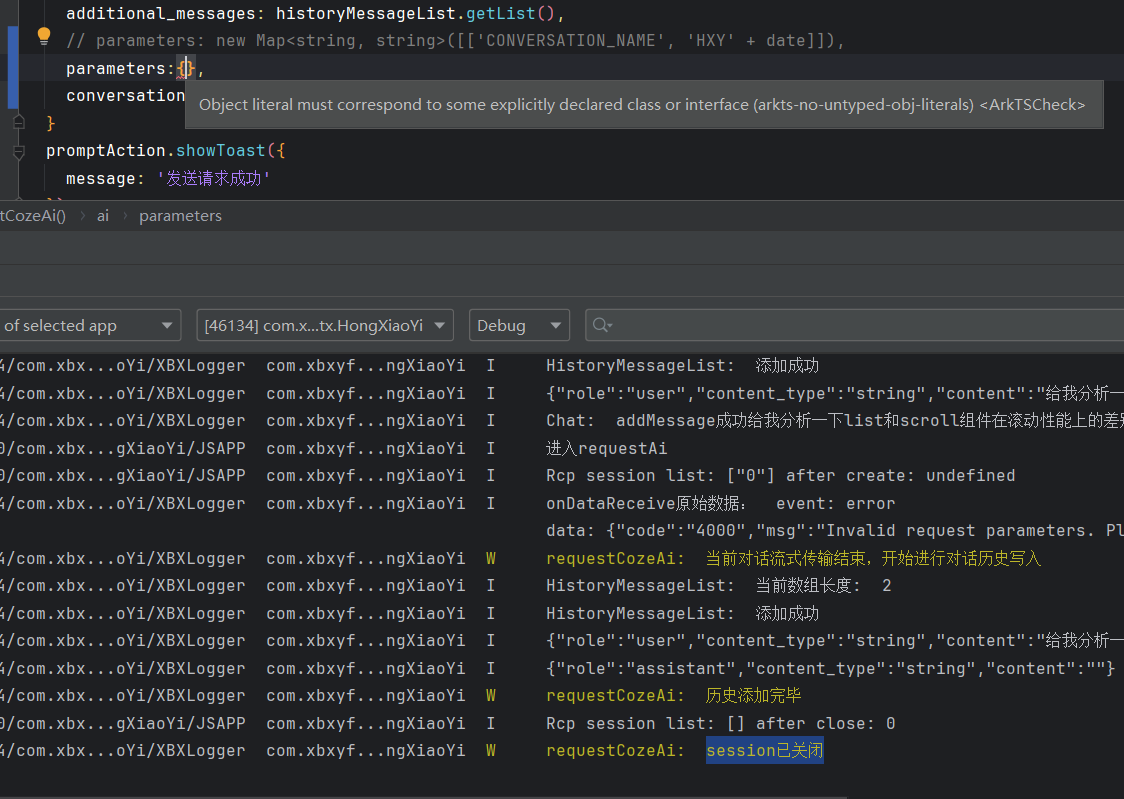 additional_messages: historyMessageList.getList(),
// parameters: new Map<string, string>([['CONVERSATION_NAME', 'HXY' + date]]),
parameters:{},
conversation
Object literal must correspond to some explicitly declared class or interface (arkts-no-untyped-obj-literals) <ArkTSCheck>
}
promptAction.showToast({
message: '发送请求成功'
tCozeAi() › ai › parameters
of selected app [46134] com.x...tx.HongXiaoYi Debug
4/com.xbx...oYi/XBXLogger com.xbxyf...ngXiaoYi I HistoryMessageList: 添加成功
4/com.xbx...oYi/XBXLogger com.xbxyf...ngXiaoYi I {"role":"user","content_type":"string","content":"给我分析一
4/com.xbx...oYi/XBXLogger com.xbxyf...ngXiaoYi I Chat: addMessage成功给我分析一下list和scroll组件在滚动性能上的差别
0/com.xbx...gXiaoYi/JSAPP com.xbxyf...ngXiaoYi I 进入requestAi
0/com.xbx...gXiaoYi/JSAPP com.xbxyf...ngXiaoYi I Rcp session list: ["0"] after create: undefined
4/com.xbx...oYi/XBXLogger com.xbxyf...ngXiaoYi I onDataReceive原始数据: event: error
data: {"code":"4000","msg":"Invalid request parameters. Pl
4/com.xbx...oYi/XBXLogger com.xbxyf...ngXiaoYi W requestCozeAi: 当前对话流式传输结束，开始进行对话历史写入
4/com.xbx...oYi/XBXLogger com.xbxyf...ngXiaoYi I HistoryMessageList: 当前数组长度: 2
4/com.xbx...oYi/XBXLogger com.xbxyf...ngXiaoYi I HistoryMessageList: 添加成功
4/com.xbx...oYi/XBXLogger com.xbxyf...ngXiaoYi I {"role":"user","content_type":"string","content":"给我分析一
4/com.xbx...oYi/XBXLogger com.xbxyf...ngXiaoYi I {"role":"assistant","content_type":"string","content":""}
4/com.xbx...oYi/XBXLogger com.xbxyf...ngXiaoYi W requestCozeAi: 历史添加完毕
0/com.xbx...gXiaoYi/JSAPP com.xbxyf...ngXiaoYi I Rcp session list: [] after close: 0
4/com.xbx...oYi/XBXLogger com.xbxyf...ngXiaoYi W requestCozeAi: session已关闭